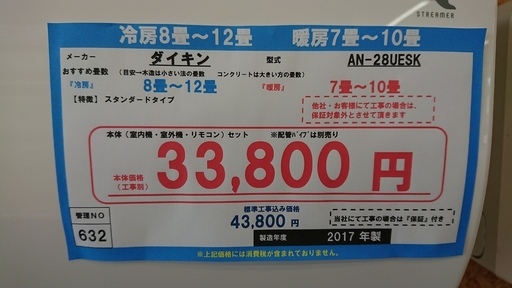 STREAMER
冷房8畳～12畳 暖房7畳～10畳
メーカー ダイキン 型式 AN-28UESK
おすすめ畳数 (目安→木造は小さい法の畳数 コンクリートは大きい方の畳数)
『冷房』 8畳～12畳 『暖房』 7畳～10畳
【特徴】 スタンダードタイプ
他社・お客様にて工事の場合は、
保証対象外とさせて頂きます
本体（室内機・室外機・リモコン）セット ※配管ﾊﾟｲﾌﾟは別売り
本体価格
(工事別)
33,800 円
標準工事込み価格
43,800 円
当社にて工事の場合は『保証』付き
管理NO
632
製造年度 2017 年製
※上記価格には消費税が含まれておりません。